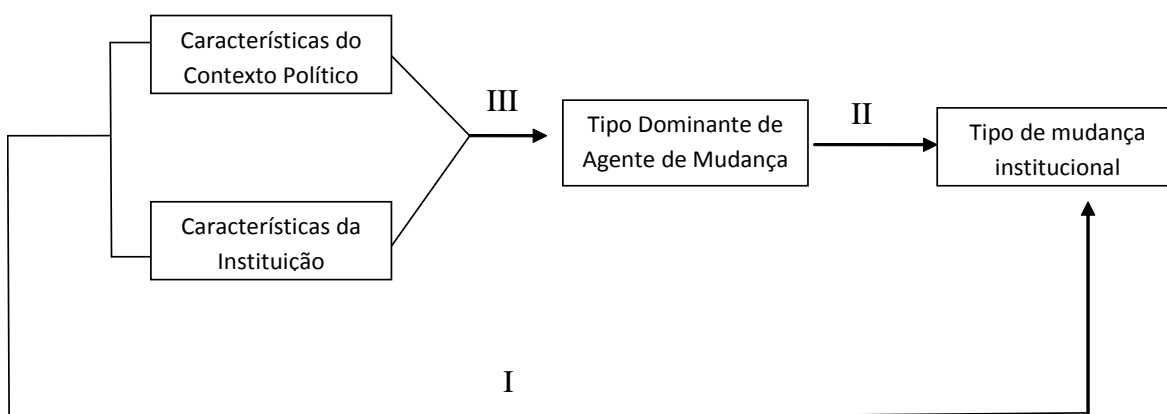 Características do
Contexto Político
III
Tipo Dominante de
Agente de Mudança
II
Tipo de mudança
institucional
Características da
Instituição
I